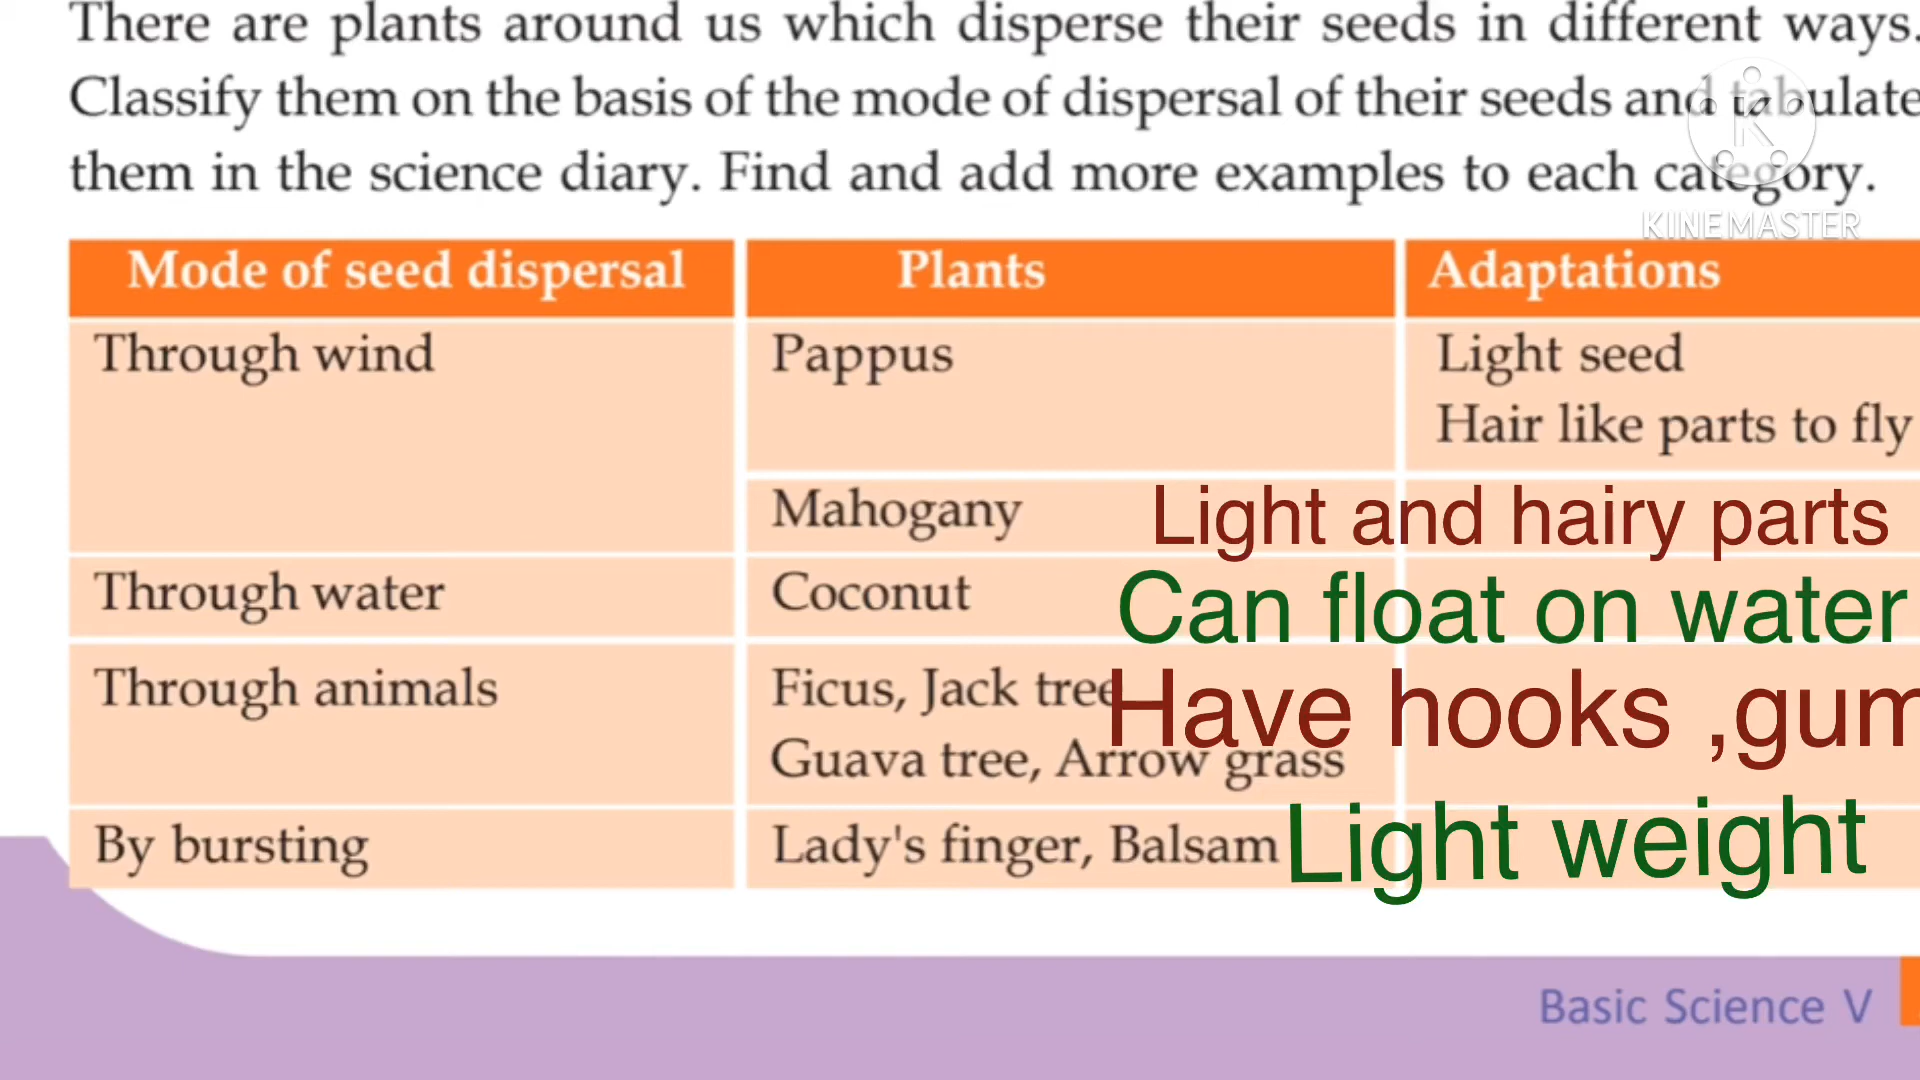 There are plants around us which disperse their seeds in different ways.
Classify them on the basis of the mode of dispersal of their seeds and tabulate
them in the science diary. Find and add more examples to each category.
KINEMASTER
Mode of seed dispersal Plants Adaptations
Through wind Pappus Light seed
Hair like parts to fly
Mahogany Light and hairy parts
Through water Coconut Can float on water
Through animals Ficus, Jack tree Have hooks ,gum
Guava tree, Arrow grass
By bursting Lady's finger, Balsam Light weight
Basic Science V